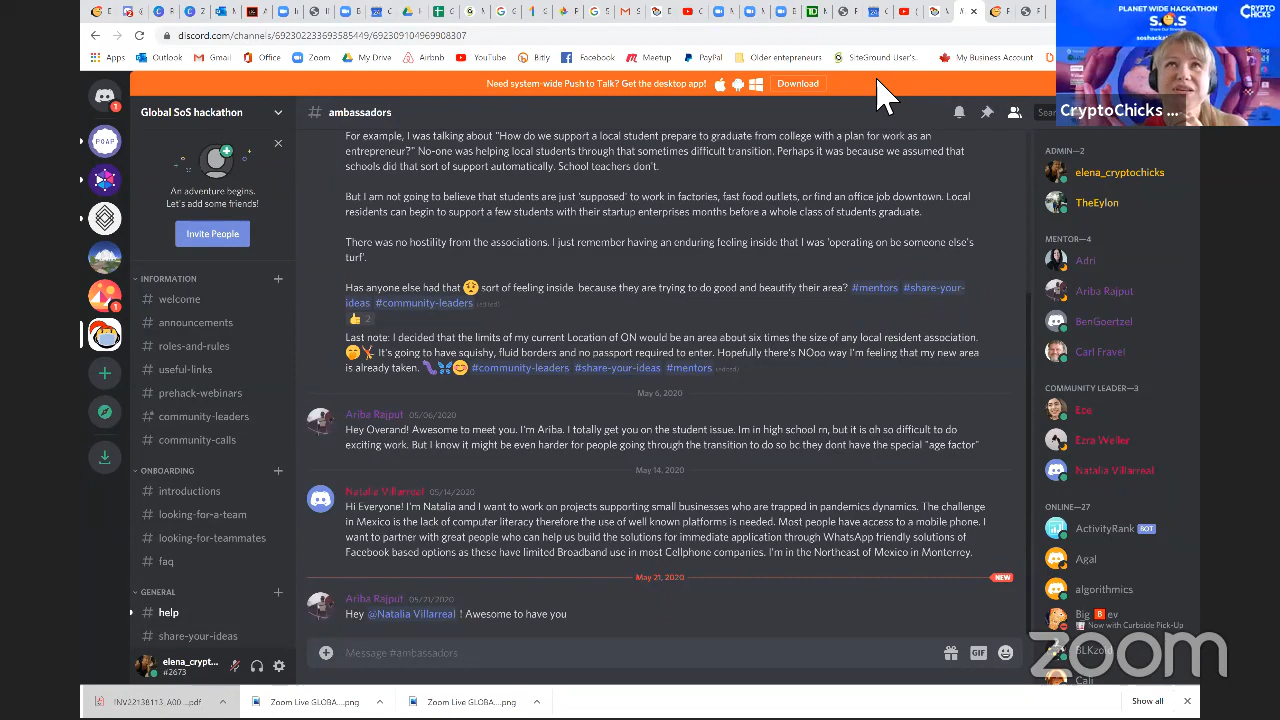 PLANET WIDE HACKATHON
CRYPTO
CHICKS
S.O.S
discord.com/channels/692302233693585449/6923091049690
Apps
Gmail
Office
Zoom
My Drive
Airbnb
YouTube
Bitly
Facebook
Meetup
PayPal
Older entrepeneurs
SiteGround User's..
My Business Account
Need system-wide Push to Talk? Get the desktop app!
Download
CryptoChicks ...
Global SoS hackathon
# ambassadors
An adventure begins.
Let's add some friends!
Invite People
INFORMATION
# welcome
# announcements
# roles-and-rules
# useful-links
# prehack-webinars
# community-leaders
# community-calls
ONBOARDING
# introductions
# looking-for-a-team
# looking-for-teammates
# faq
GENERAL
# help
# share-your-ideas
elena_crypt...
#2673
For example, I was talking about "How do we support a local student prepare to graduate from college with a plan for work as an
entrepreneur?" No-one was helping local students through that sometimes difficult transition. Perhaps it was because we assumed that
schools did that sort of support automatically. School teachers don't.
But I am not going to believe that students are just 'supposed' to work in factories, fast food outlets, or find an office job downtown. Local
residents can begin to support a few students with their startup enterprises months before a whole class of students graduate.
There was no hostility from the associations. I just remember having an enduring feeling inside that I was 'operating on be someone else's
turf'.
Has anyone else had that 😟 sort of feeling inside because they are trying to do good and beautify their area? #mentors #share-your-
ideas #community-leaders (edited)
👍 2
Last note: I decided that the limits of my current Location of ON would be an area about six times the size of any local resident association.
It's going to have squishy, fluid borders and no passport required to enter. Hopefully there's NOoo way I'm feeling that my new area
is already taken. 🐛🦋😊 #community-leaders #share-your-ideas #mentors (edited)
May 6, 2020
Ariba Rajput 05/06/2020
Hey Overand! Awesome to meet you. I'm Ariba. I totally get you on the student issue. Im in high school rn, but it is oh so difficult to do
exciting work. But I know it might be even harder for people going through the transition to do so bc they dont have the special "age factor"
May 14, 2020
Natalia Villarreal 05/14/2020
Hi Everyone! I'm Natalia and I want to work on projects supporting small businesses who are trapped in pandemics dynamics. The challenge
in Mexico is the lack of computer literacy therefore the use of well known platforms is needed. Most people have access to a mobile phone. I
want to partner with great people who can help us build the solutions for immediate application through WhatsApp friendly solutions of
Facebook based options as these have limited Broadband use in most Cellphone companies. I'm in the Northeast of Mexico in Monterrey.
May 21, 2020
NEW
Ariba Rajput 05/21/2020
Hey @Natalia Villarreal ! Awesome to have you
Message #ambassadors
GIF
ADMIN—2
elena_cryptochicks
TheEylon
MENTOR—4
Adri
Ariba Rajput
BenGoertzel
Carl Fravel
COMMUNITY LEADER—3
Ece
Ezra Weller
Natalia Villarreal
ONLINE—27
ActivityRank BOT
Agal
algorithmics
Big B ev
Now with Curbside Pick-Up
BLKzold
Cali
zoom
INV22138113_A00 ....pdf
Zoom Live GLOBA....png
Zoom Live GLOBA....png
Show all